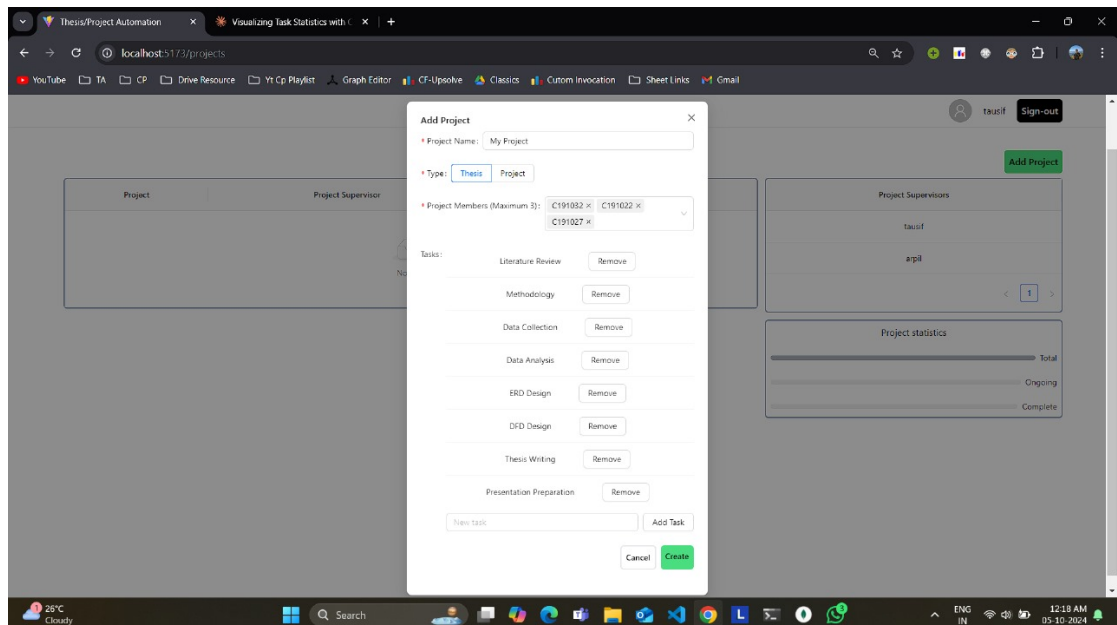 Thesis/Project Automation
Visualizing Task Statistics with C
localhost:5173/projects
YouTube TA CP Drive Resource Yt Cp Playlist Graph Editor CF-Upsolve Classics Cutom Invocation Sheet Links Gmail
tausif Sign-out
Add Project
Project Project Supervisor
No
Project Supervisors
tausif
arpil
1
Project statistics
Total
Ongoing
Complete
Add Project
* Project Name: My Project
* Type: Thesis Project
* Project Members (Maximum 3): C191032 × C191022 ×
C191027 ×
Tasks:
Literature Review Remove
Methodology Remove
Data Collection Remove
Data Analysis Remove
ERD Design Remove
DFD Design Remove
Thesis Writing Remove
Presentation Preparation Remove
New task Add Task
Cancel Create
1 26°C
Cloudy
Search
3
ENG
IN
12:18 AM
05-10-2024